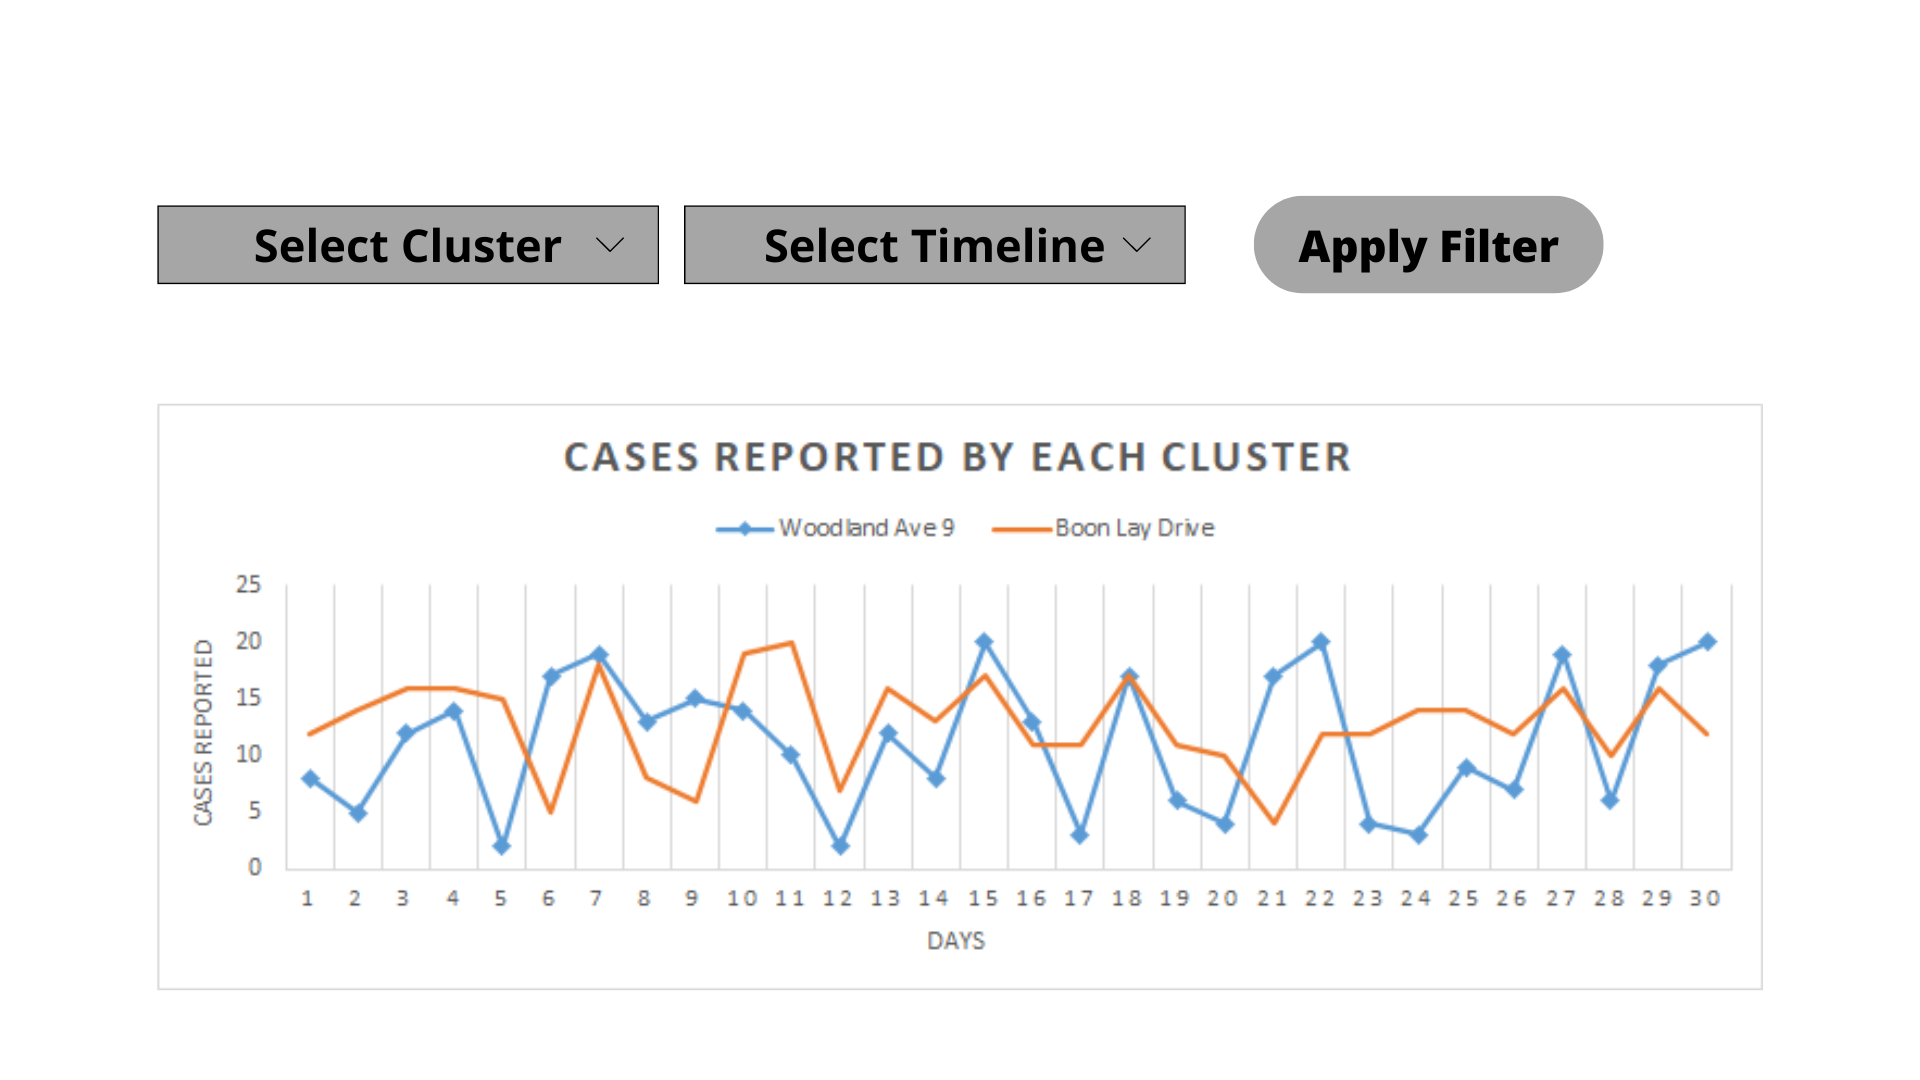 Select Cluster
Select Timeline
Apply Filter
CASES REPORTED BY EACH CLUSTER
Woodland Ave 9 Boon Lay Drive
CASES REPORTED
25
20
15
10
5
0
1 2 3 4 5 6 7 8 9 10 11 12 13 14 15 16 17 18 19 20 21 22 23 24 25 26 27 28 29 30
DAYS